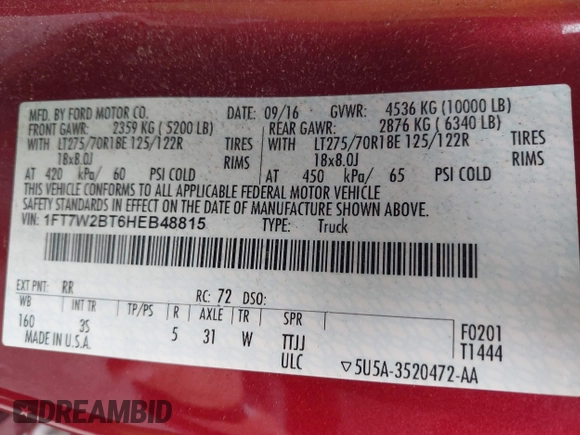 MFD. BY FORD MOTOR CO.
DATE: 09/16 GVWR: 4536 KG (10000 LB)
FRONT GAWR: 2359 KG ( 5200 LB) REAR GAWR: 2876 KG ( 6340 LB)
WITH LT275/70R18E 125/122R TIRES WITH LT275/70R18E 125/122R TIRES
18x8.0J RIMS 18x8.0J RIMS
AT 420 kPa/ 60 PSI COLD AT 450 kPa/ 65 PSI COLD
THIS VEHICLE CONFORMS TO ALL APPLICABLE FEDERAL MOTOR VEHICLE
SAFETY STANDARDS IN EFFECT ON THE DATE OF MANUFACTURE SHOWN ABOVE.
VIN: 1FT7W2BT6HEB48815 TYPE: Truck
EXT PNT: RR RC: 72 DSO:
WB INT TR TP/PS R AXLE TR SPR
160 3S 5 31 W TTJJ F0201
MADE IN U.S.A. ULC T1444
▽5U5A-3520472-AA
DREAMBID